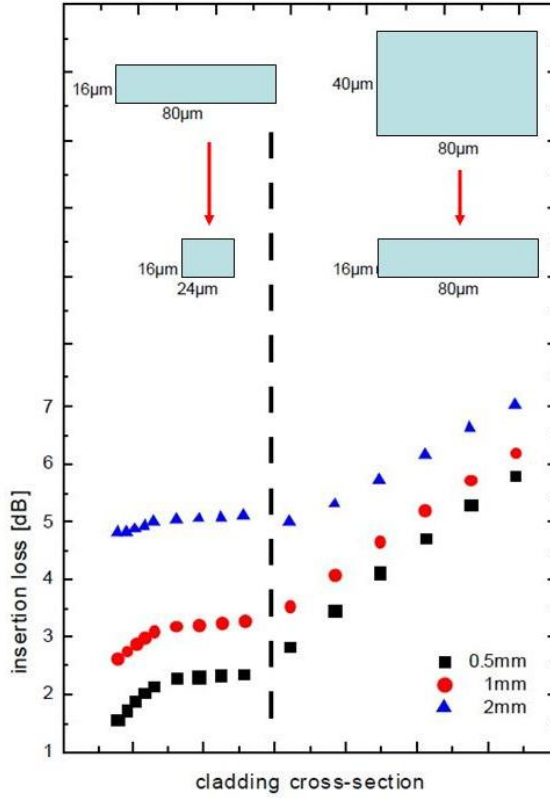 16µm
80µm
40µm
80µm
16µm
24µm
16µm
80µm
7
6
5
4
3
2
1
insertion loss [dB]
0.5mm
1mm
2mm
cladding cross-section